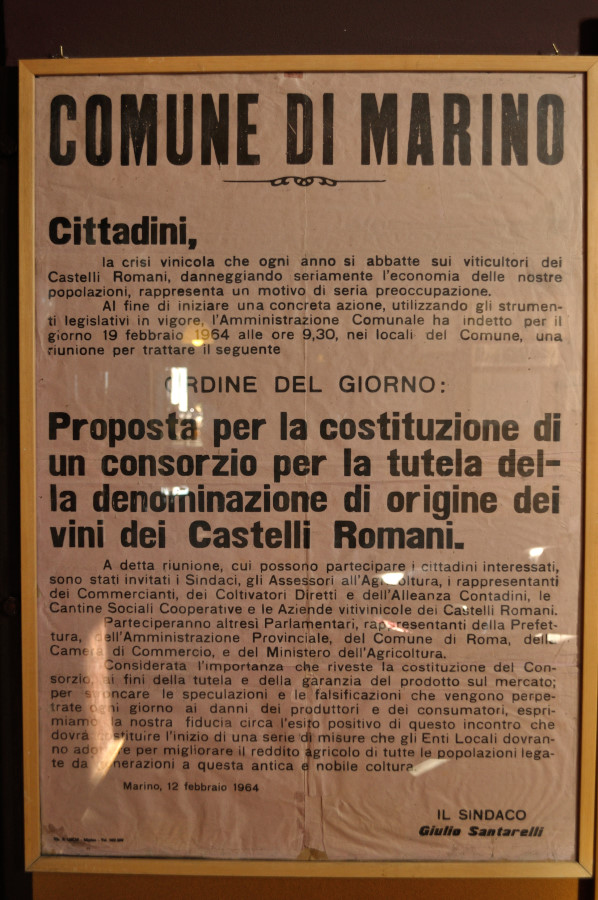 COMUNE DI MARINO
Cittadini,
la crisi vinicola che ogni anno si abbatte sui viticultori dei
Castelli Romani, danneggiando seriamente l'economia delle nostre
popolazioni, rappresenta un motivo di seria preoccupazione.
Al fine di iniziare una concreta azione, utilizzando gli strumen-
ti legislativi in vigore, l'Amministrazione Comunale ha indetto per il
giorno 19 febbraio 1964 alle ore 9,30, nei locali del Comune, una
riunione per trattare il seguente
ORDINE DEL GIORNO:
Proposta per la costituzione di
un consorzio per la tutela del-
la denominazione di origine dei
vini dei Castelli Romani.
A detta riunione, cui possono partecipare i cittadini interessati,
sono stati invitati i Sindaci, gli Assessori all'Agricoltura, i rappresentanti
dei Commercianti, dei Coltivatori Diretti e dell'Alleanza Contadini, le
Cantine Sociali Cooperative e le Aziende vitivinicole dei Castelli Romani.
Parteciperanno altresì Parlamentari, rappresentanti della Prefet-
tura, dell'Amministrazione Provinciale, del Comune di Roma, della
Camera di Commercio, e del Ministero dell'Agricoltura.
Considerata l'importanza che riveste la costituzione del Con-
sorzio, ai fini della tutela e della garanzia del prodotto sul mercato;
per stroncare le speculazioni e le falsificazioni che vengono perpe-
trate ogni giorno ai danni dei produttori e dei consumatori, espri-
miamo la nostra fiducia circa l'esito positivo di questo incontro che
dovrà costituire l'inizio di una serie di misure che gli Enti Locali dovran-
no adottare per migliorare il reddito agricolo di tutte le popolazioni lega-
te da generazioni a questa antica e nobile coltura.
Marino, 12 febbraio 1964
IL SINDACO
Giulio Santarelli